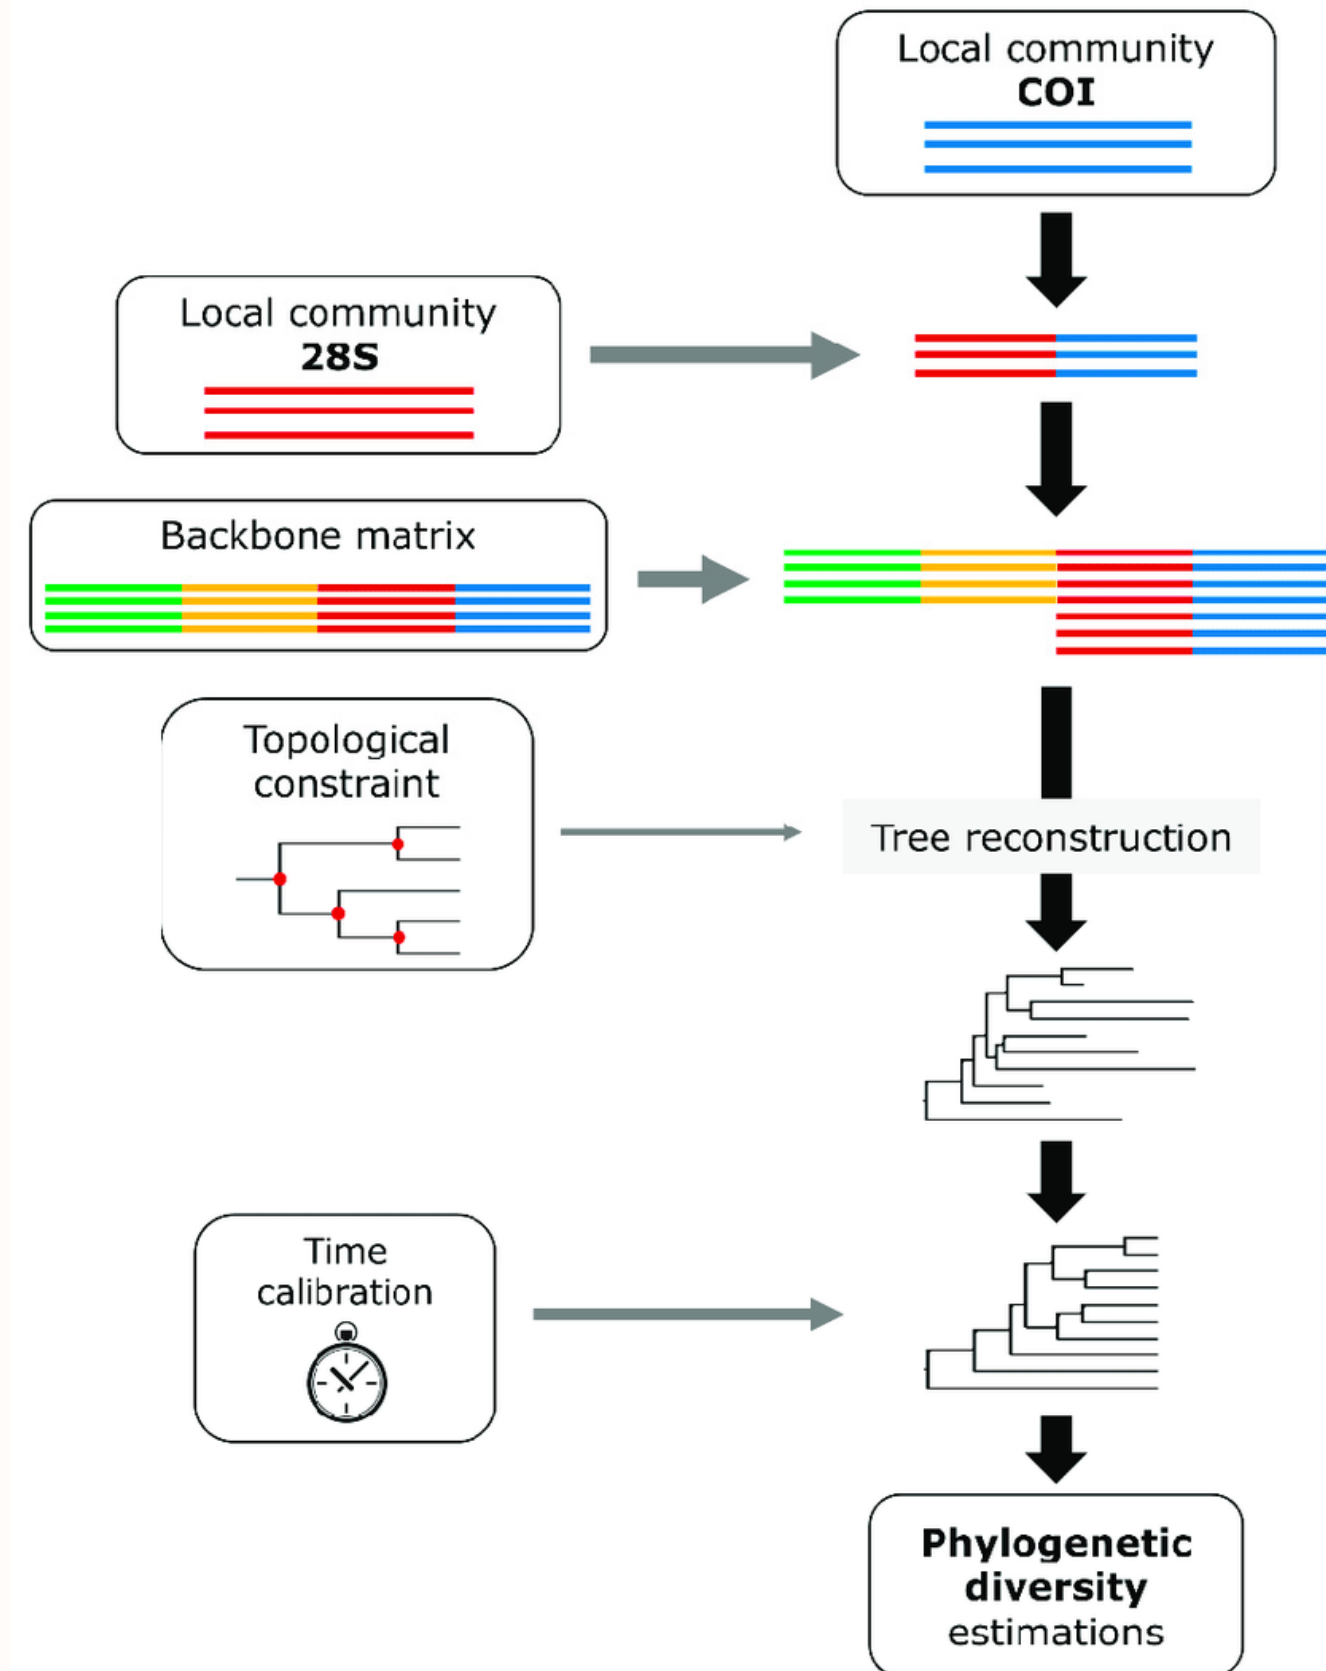 Local community
COI
Local community
28S
Backbone matrix
Topological
constraint
Tree reconstruction
Time
calibration
Phylogenetic
diversity
estimations